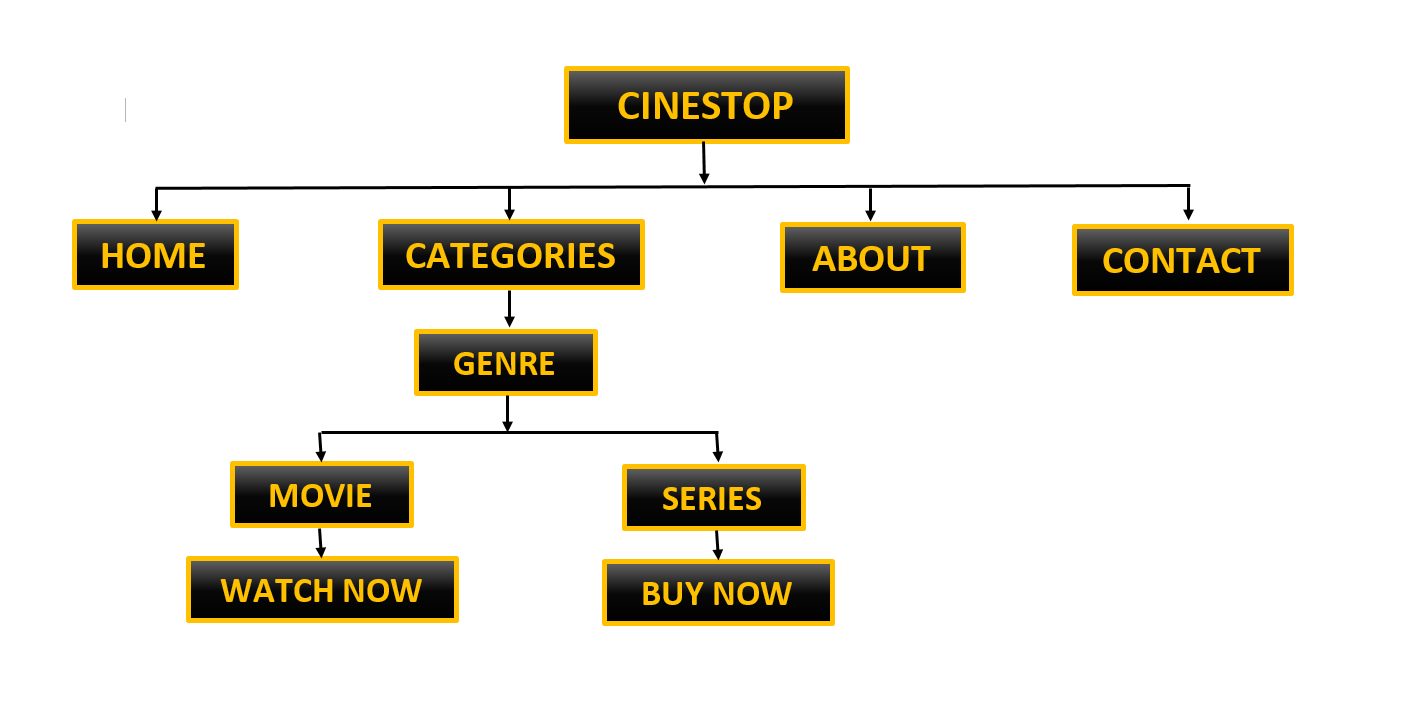 CINESTOP
HOME
CATEGORIES
ABOUT
CONTACT
GENRE
MOVIE
SERIES
WATCH NOW
BUY NOW